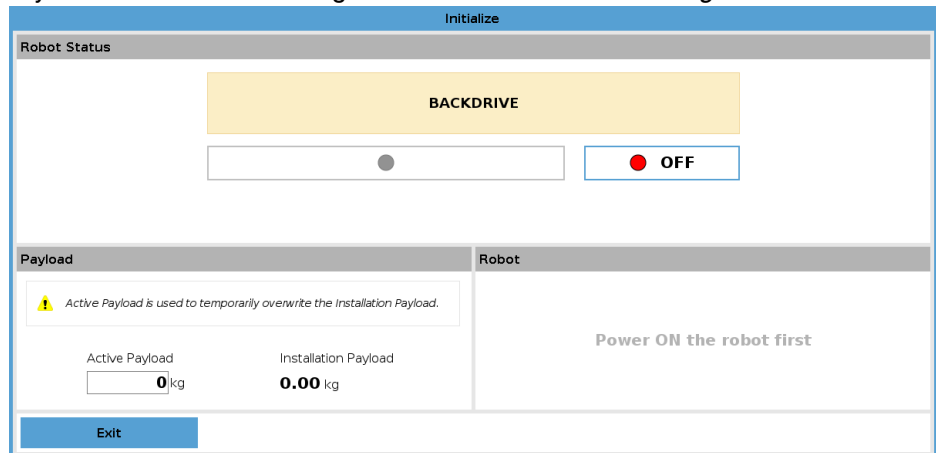 Initialize
Robot Status
BACKDRIVE
OFF
Payload
Active Payload is used to temporarily overwrite the Installation Payload.
Active Payload
0 kg
Installation Payload
0.00 kg
Robot
Power ON the robot first
Exit